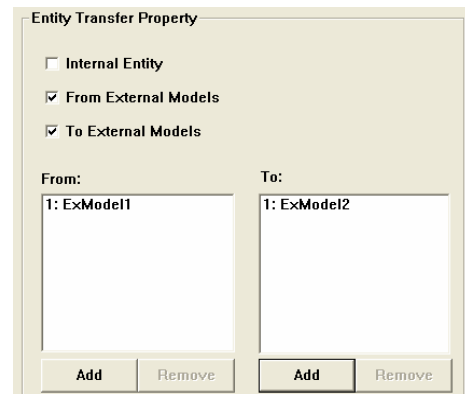 Entity Transfer Property
Internal Entity
From External Models
To External Models
From: To:
1: ExModel1 1: ExModel2
Add Remove Add Remove